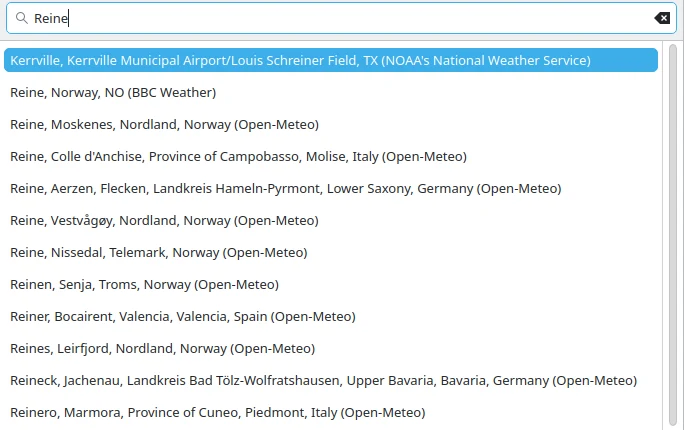 Reine
Kerrville, Kerrville Municipal Airport/Louis Schreiner Field, TX (NOAA's National Weather Service)
Reine, Norway, NO (BBC Weather)
Reine, Moskenes, Nordland, Norway (Open-Meteo)
Reine, Colle d'Anchise, Province of Campobasso, Molise, Italy (Open-Meteo)
Reine, Aerzen, Flecken, Landkreis Hameln-Pyrmont, Lower Saxony, Germany (Open-Meteo)
Reine, Vestvågøy, Nordland, Norway (Open-Meteo)
Reine, Nissedal, Telemark, Norway (Open-Meteo)
Reinen, Senja, Troms, Norway (Open-Meteo)
Reiner, Bocairent, Valencia, Valencia, Spain (Open-Meteo)
Reines, Leirfjord, Nordland, Norway (Open-Meteo)
Reineck, Jachenau, Landkreis Bad Tölz-Wolfratshausen, Upper Bavaria, Bavaria, Germany (Open-Meteo)
Reinero, Marmora, Province of Cuneo, Piedmont, Italy (Open-Meteo)